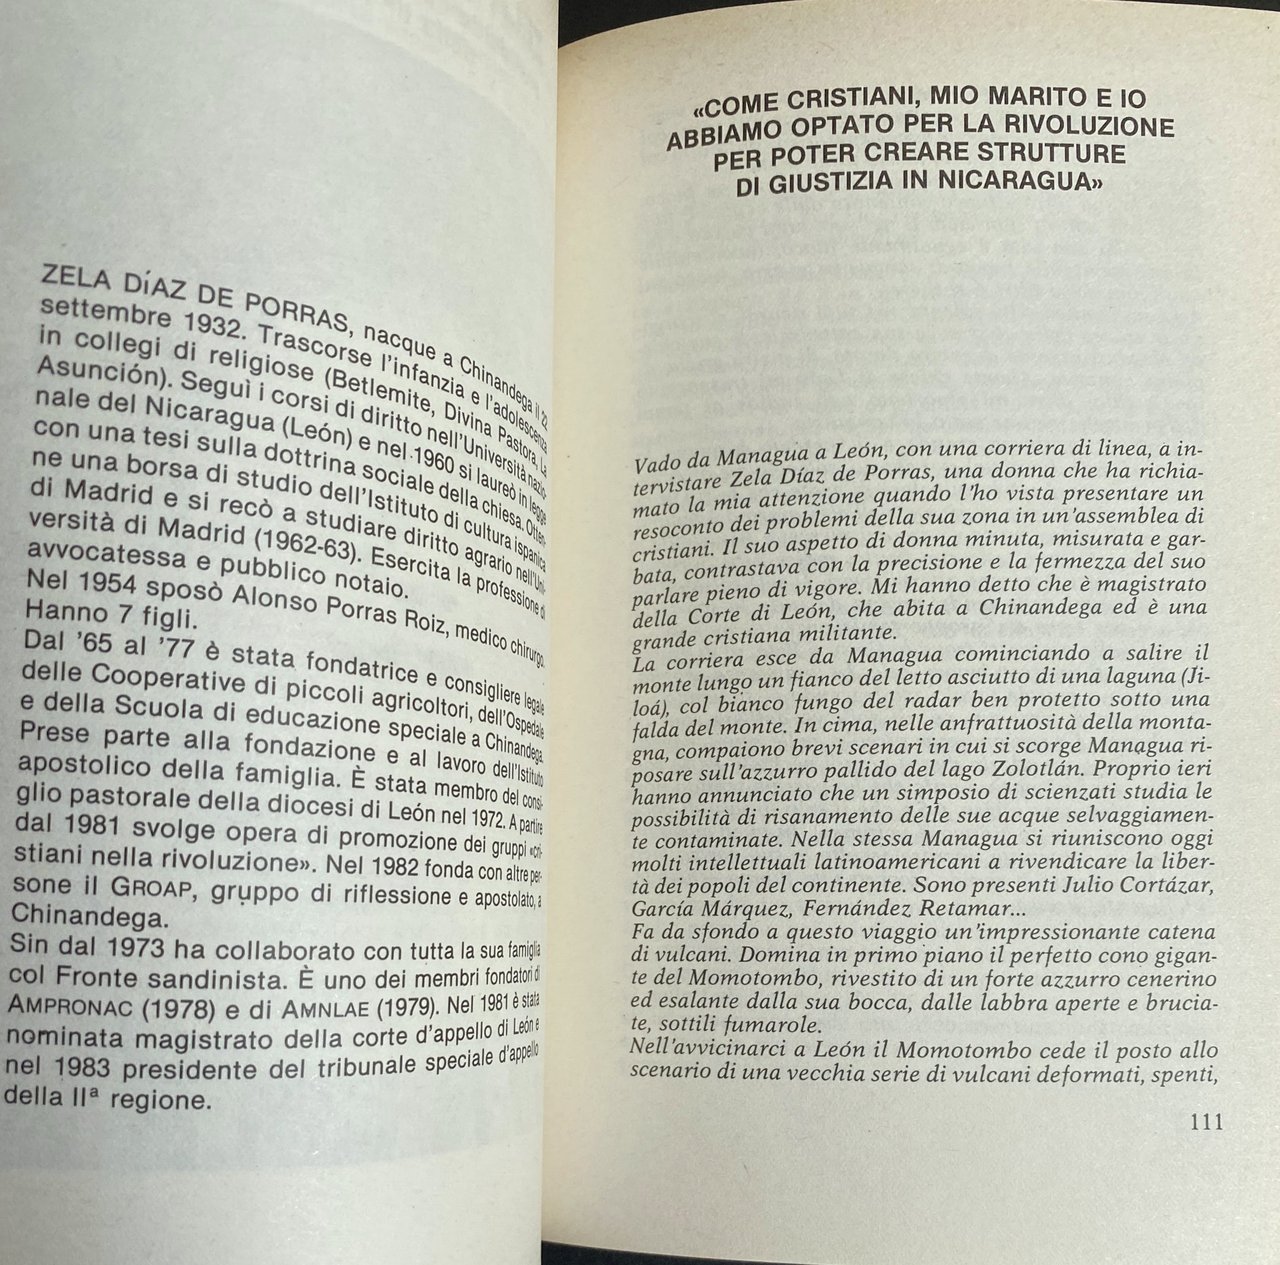 ZELA DíAZ DE PORRAS, nacque a Chinandega il 22
settembre 1932. Trascorse l'infanzia e l'adolescenza
in collegi di religiose (Betlemite, Divina Pastora, La
Asunción). Seguì i corsi di diritto nell'Università nazio-
nale del Nicaragua (León) e nel 1960 si laureò in legge
con una tesi sulla dottrina sociale della chiesa. Otten-
ne una borsa di studio dell'Istituto di cultura ispanica
di Madrid e si recò a studiare diritto agrario nell'Uni-
versità di Madrid (1962-63). Esercita la professione di
avvocatessa e pubblico notaio.
Nel 1954 sposò Alonso Porras Roiz, medico chirurgo.
Hanno 7 figli.
Dal '65 al '77 è stata fondatrice e consigliere legale
delle Cooperative di piccoli agricoltori, dell'Ospedale
e della Scuola di educazione speciale a Chinandega.
Prese parte alla fondazione e al lavoro dell'Istituto
apostolico della famiglia. È stata membro del consi-
glio pastorale della diocesi di León nel 1972. A partire
dal 1981 svolge opera di promozione dei gruppi «cri-
stiani nella rivoluzione». Nel 1982 fonda con altre per-
sone il GROAP, gruppo di riflessione e apostolato, a
Chinandega.
Sin dal 1973 ha collaborato con tutta la sua famiglia
col Fronte sandinista. È uno dei membri fondatori di
AMPRONAC (1978) e di AMNLAE (1979). Nel 1981 è stata
nominata magistrato della corte d'appello di León e
nel 1983 presidente del tribunale speciale d'appello
della IIª regione.
«COME CRISTIANI, MIO MARITO E IO
ABBIAMO OPTATO PER LA RIVOLUZIONE
PER POTER CREARE STRUTTURE
DI GIUSTIZIA IN NICARAGUA»
Vado da Managua a León, con una corriera di linea, a in-
tervistare Zela Díaz de Porras, una donna che ha richia-
mato la mia attenzione quando l'ho vista presentare un
resoconto dei problemi della sua zona in un'assemblea di
cristiani. Il suo aspetto di donna minuta, misurata e gar-
bata, contrastava con la precisione e la fermezza del suo
parlare pieno di vigore. Mi hanno detto che è magistrato
della Corte di León, che abita a Chinandega ed è una
grande cristiana militante.
La corriera esce da Managua cominciando a salire il
monte lungo un fianco del letto asciutto di una laguna (Ji-
loá), col bianco fungo del radar ben protetto sotto una
falda del monte. In cima, nelle anfrattuosità della monta-
gna, compaiono brevi scenari in cui si scorge Managua ri-
posare sull'azzurro pallido del lago Zolotlán. Proprio ieri
hanno annunciato che un simposio di scienzati studia le
possibilità di risanamento delle sue acque selvaggiamen-
te contaminate. Nella stessa Managua si riuniscono oggi
molti intellettuali latinoamericani a rivendicare la liber-
tà dei popoli del continente. Sono presenti Julio Cortázar,
García Márquez, Fernández Retamar...
Fa da sfondo a questo viaggio un'impressionante catena
di vulcani. Domina in primo piano il perfetto cono gigan-
te del Momotombo, rivestito di un forte azzurro cenerino
ed esalante dalla sua bocca, dalle labbra aperte e brucia-
te, sottili fumarole.
Nell'avvicinarci a León il Momotombo cede il posto allo
scenario di una vecchia serie di vulcani deformati, spenti,
111